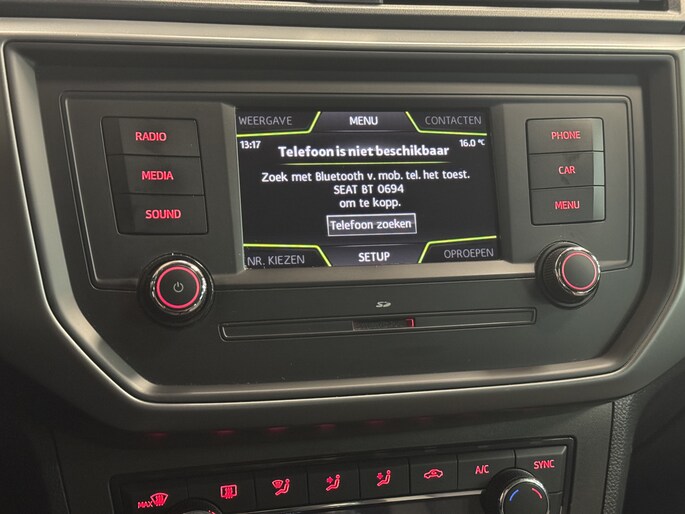 RADIO
MEDIA
SOUND
WEERGAVE MENU CONTACTEN
13:17 16.0 °C
Telefoon is niet beschikbaar
Zoek met Bluetooth v. mob. tel. het toest.
SEAT BT 0694
om te kopp.
Telefoon zoeken
NR. KIEZEN SETUP OPROEPEN
PHONE
CAR
MENU
SD
MAX A/C SYNC